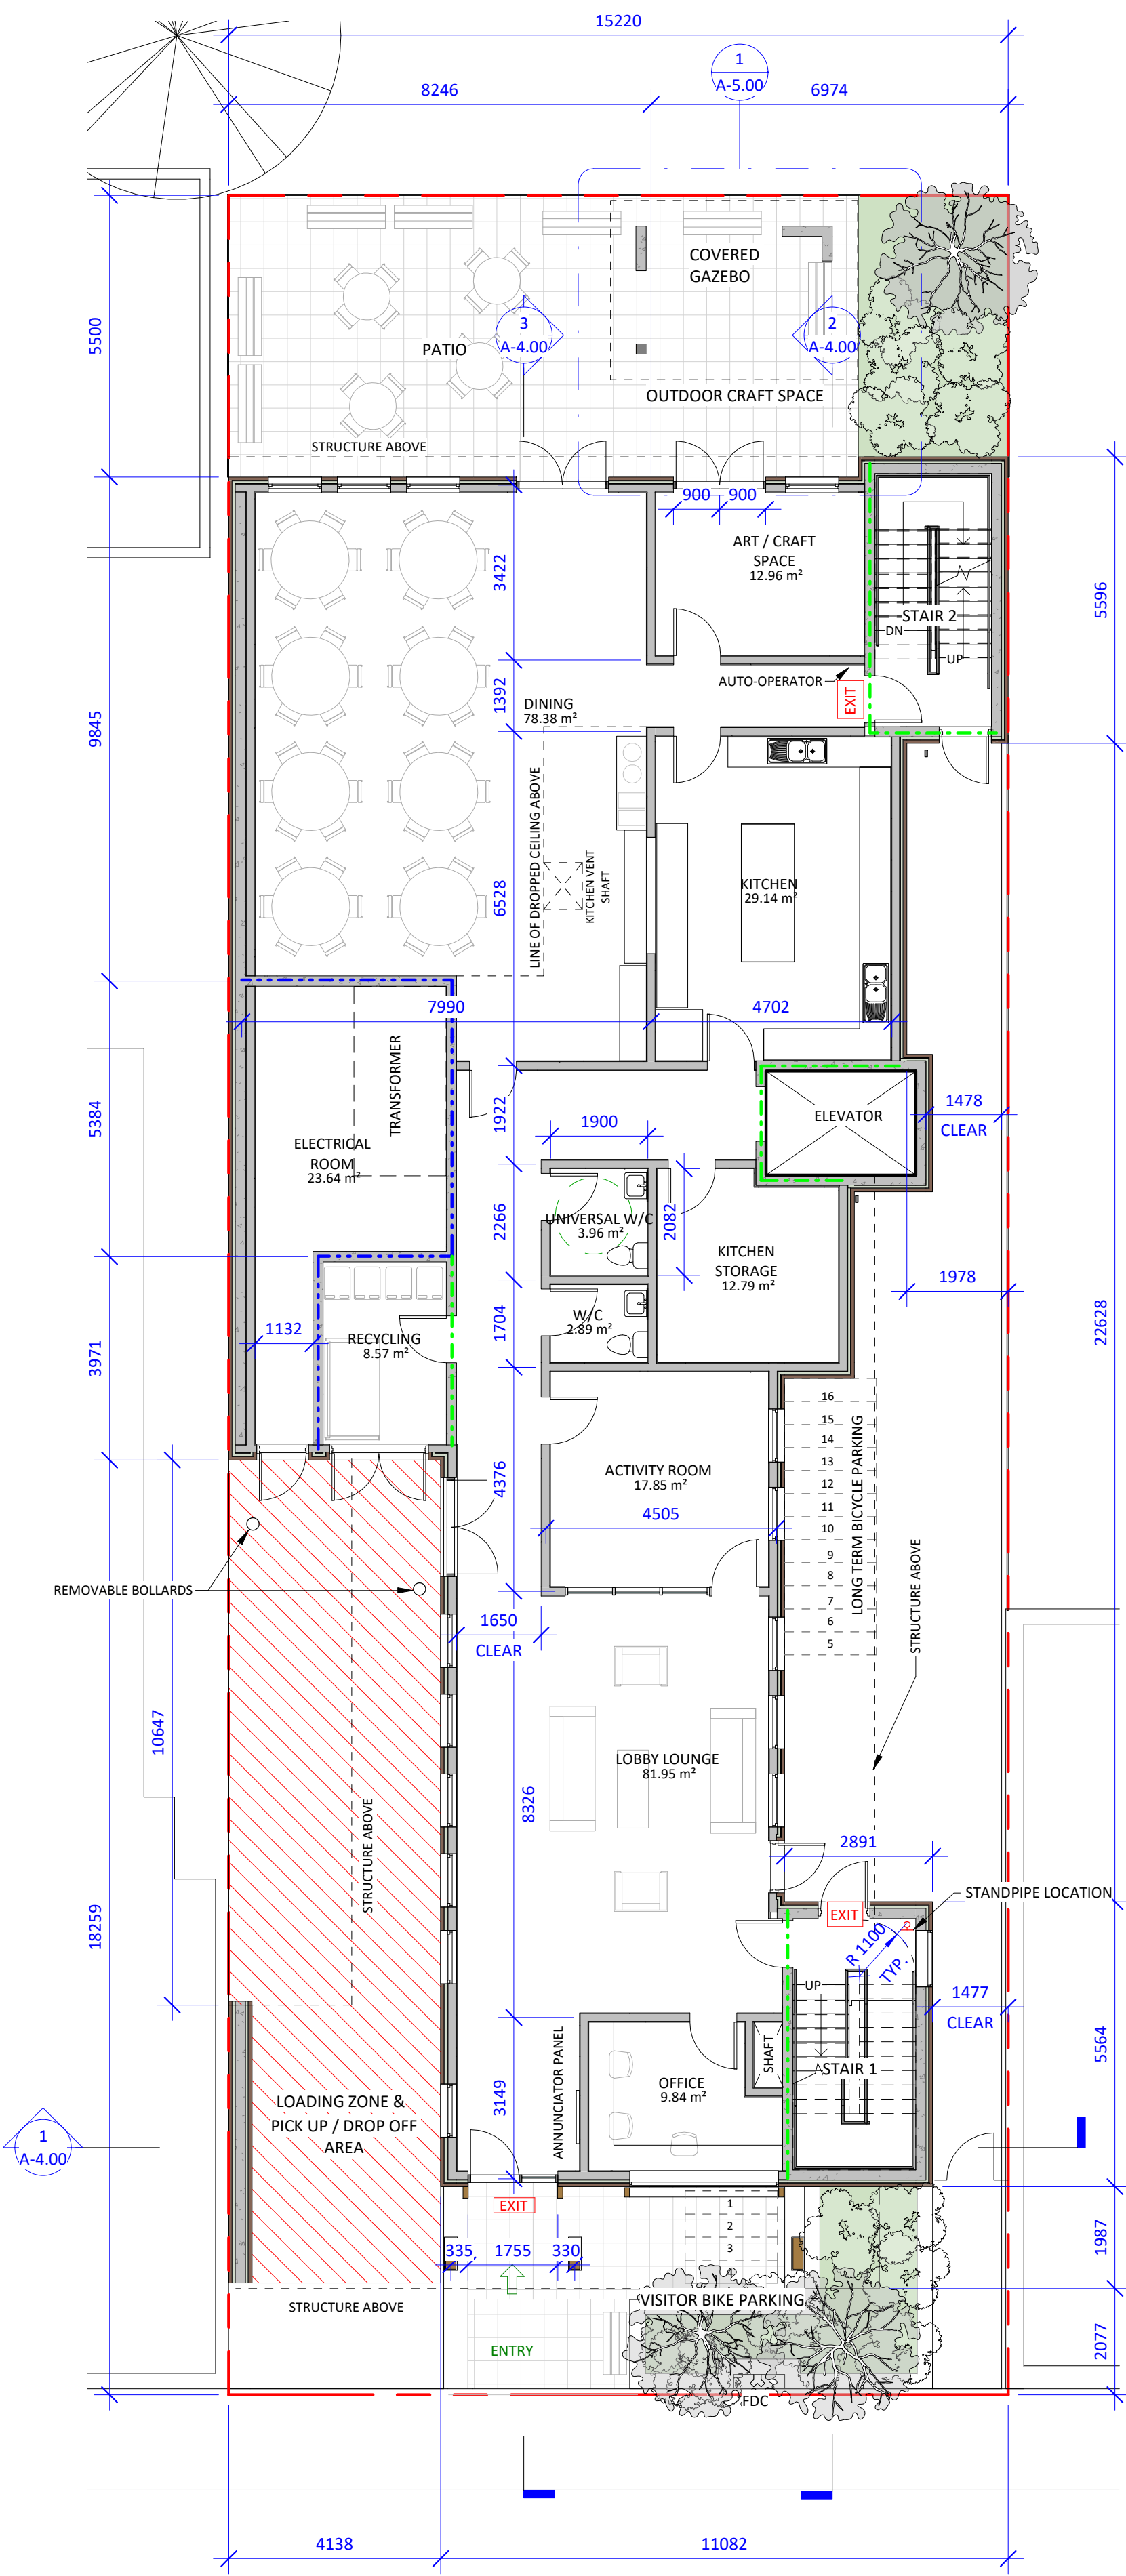 15220
8246
1
A-5.00
6974
5500
COVERED
GAZEBO
3
A-4.00
2
A-4.00
PATIO
OUTDOOR CRAFT SPACE
STRUCTURE ABOVE
900
900
ART / CRAFT
SPACE
12.96 m²
3422
5596
STAIR 2
DN
UP
AUTO-OPERATOR
EXIT
1392
DINING
78.38 m²
9845
LINE OF DROPPED CEILING ABOVE
KITCHEN VENT
SHAFT
6528
KITCHEN
29.14 m²
7990
4702
TRANSFORMER
5384
1922
1900
ELEVATOR
1478
CLEAR
ELECTRICAL
ROOM
23.64 m²
2266
UNIVERSAL W/C
3.96 m²
2082
KITCHEN
STORAGE
12.79 m²
1978
22628
1132
RECYCLING
8.57 m²
1704
W/C
2.89 m²
3971
16
15
14
13
12
11
10
9
8
7
6
5
LONG TERM BICYCLE PARKING
4376
ACTIVITY ROOM
17.85 m²
4505
STRUCTURE ABOVE
REMOVABLE BOLLARDS
1650
CLEAR
10647
LOBBY LOUNGE
81.95 m²
8326
STRUCTURE ABOVE
2891
STANDPIPE LOCATION
EXIT
R 1100
TYP.
18259
UP
1477
CLEAR
5564
ANNUNCIATOR PANEL
SHAFT
STAIR 1
OFFICE
9.84 m²
3149
LOADING ZONE &
PICK UP / DROP OFF
AREA
1
A-4.00
EXIT
1
2
3
4
335
1755
330
1987
STRUCTURE ABOVE
VISITOR BIKE PARKING
ENTRY
2077
FDC
4138
11082